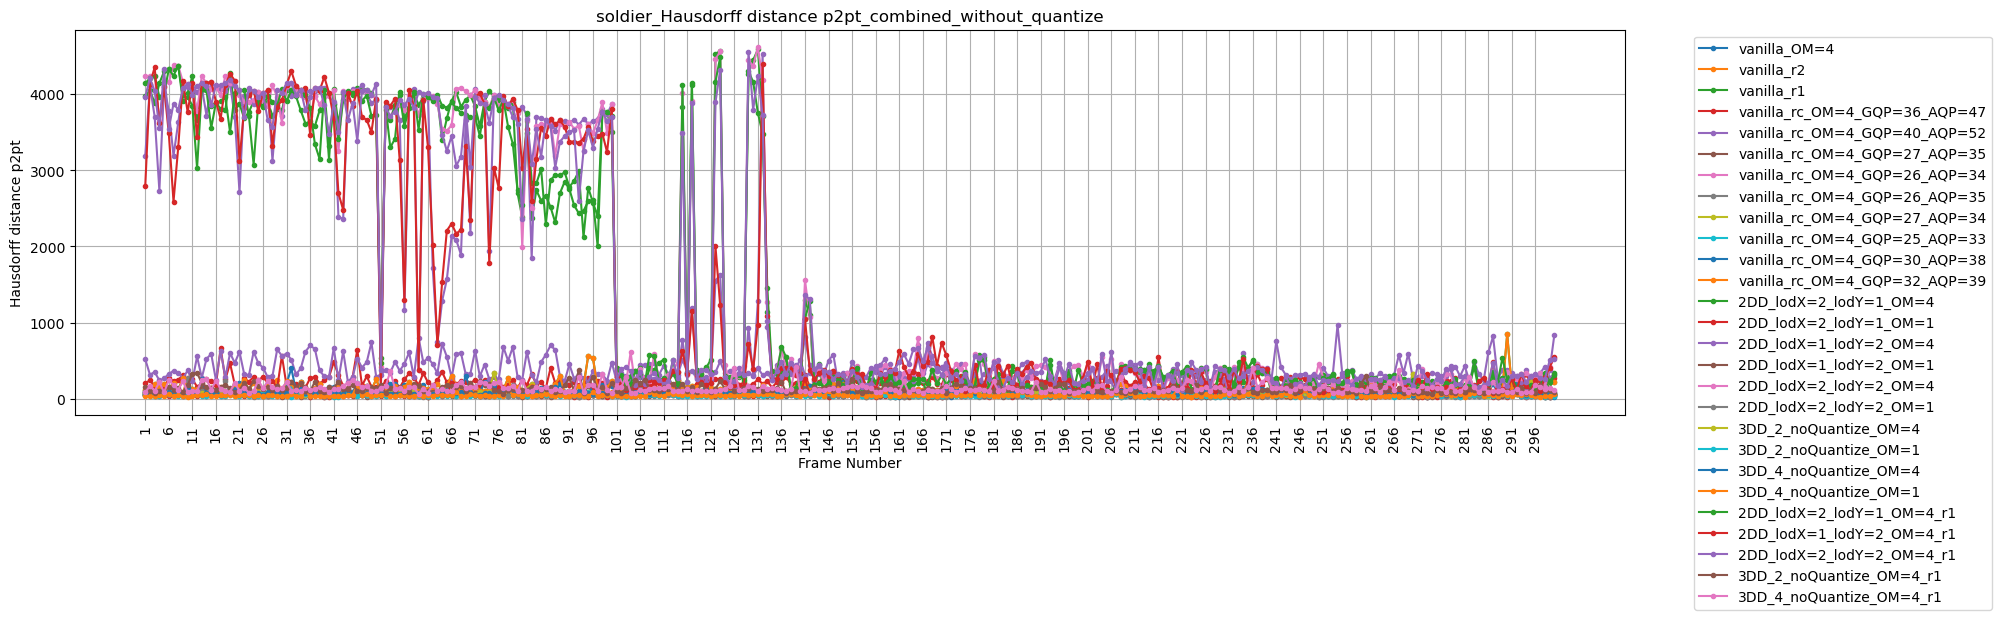 soldier_Hausdorff distance p2pt_combined_without_quantize
Hausdorff distance p2pt
4000
3000
2000
1000
0
1 6 11 16 21 26 31 36 41 46 51 56 61 66 71 76 81 86 91 96 101 106 111 116 121 126 131 136 141 146 151 156 161 166 171 176 181 186 191 196 201 206 211 216 221 226 231 236 241 246 251 256 261 266 271 276 281 286 291 296
Frame Number
vanilla_OM=4
vanilla_r2
vanilla_r1
vanilla_rc_OM=4_GQP=36_AQP=47
vanilla_rc_OM=4_GQP=40_AQP=52
vanilla_rc_OM=4_GQP=27_AQP=35
vanilla_rc_OM=4_GQP=26_AQP=34
vanilla_rc_OM=4_GQP=26_AQP=35
vanilla_rc_OM=4_GQP=27_AQP=34
vanilla_rc_OM=4_GQP=25_AQP=33
vanilla_rc_OM=4_GQP=30_AQP=38
vanilla_rc_OM=4_GQP=32_AQP=39
2DD_lodX=2_lodY=1_OM=4
2DD_lodX=2_lodY=1_OM=1
2DD_lodX=1_lodY=2_OM=4
2DD_lodX=1_lodY=2_OM=1
2DD_lodX=2_lodY=2_OM=4
2DD_lodX=2_lodY=2_OM=1
3DD_2_noQuantize_OM=4
3DD_2_noQuantize_OM=1
3DD_4_noQuantize_OM=4
3DD_4_noQuantize_OM=1
2DD_lodX=2_lodY=1_OM=4_r1
2DD_lodX=1_lodY=2_OM=4_r1
2DD_lodX=2_lodY=2_OM=4_r1
3DD_2_noQuantize_OM=4_r1
3DD_4_noQuantize_OM=4_r1